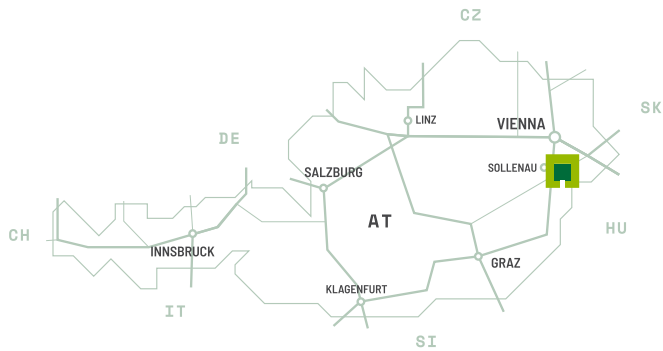 CZ
SK
LINZ
VIENNA
DE
SOLLENAU
SALZBURG
AT
HU
CH
INNSBRUCK
GRAZ
KLAGENFURT
IT
SI